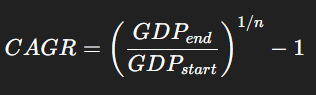 CAGR = (GDP_end / GDP_start)^{1/n} − 1